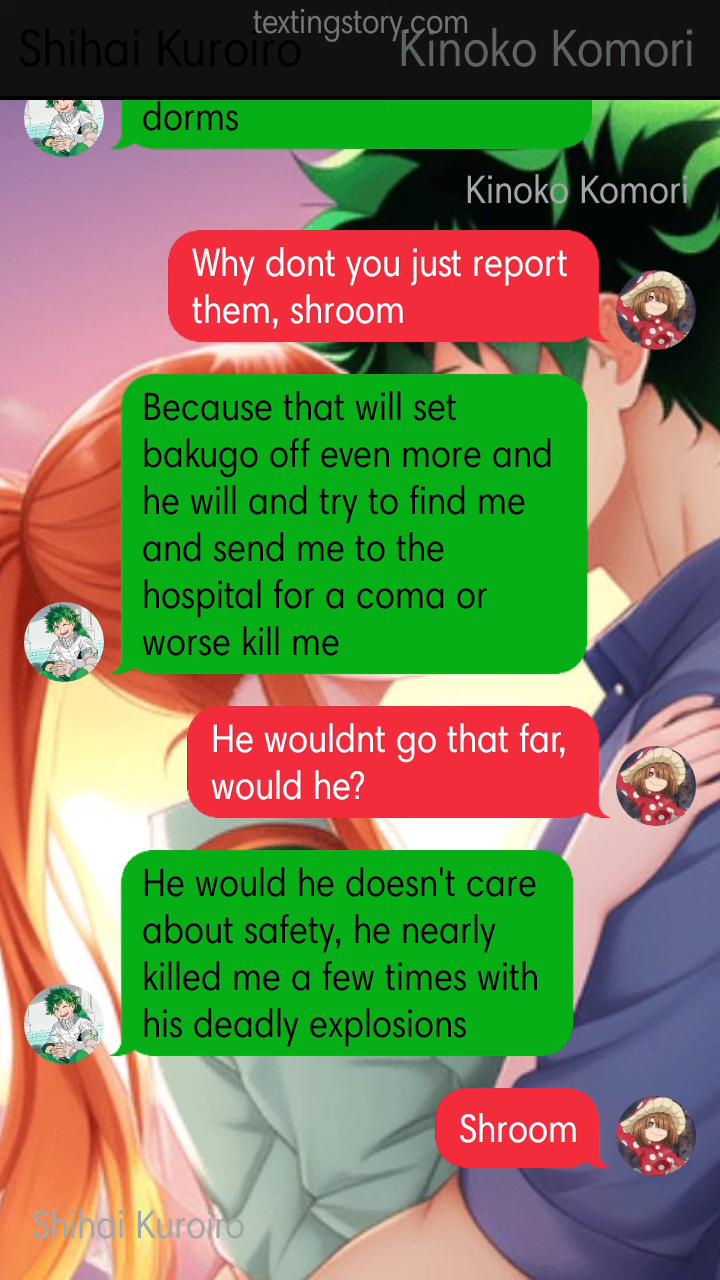 textingstory.com
Shihai Kuroiro
Kinoko Komori
dorms
Kinoko Komori
Why dont you just report
them, shroom
Because that will set
bakugo off even more and
he will and try to find me
and send me to the
hospital for a coma or
worse kill me
He wouldnt go that far,
would he?
He would he doesn't care
about safety, he nearly
killed me a few times with
his deadly explosions
Shroom
Shihai Kuroiro